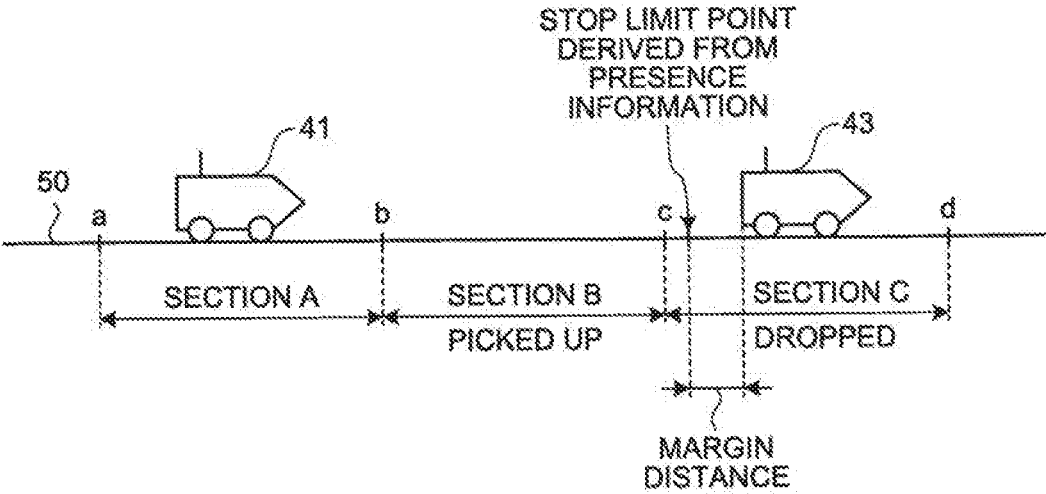 STOP LIMIT POINT
DERIVED FROM
PRESENCE
INFORMATION
41
43
50
a
b
c
d
SECTION A
SECTION B
SECTION C
PICKED UP
DROPPED
MARGIN
DISTANCE